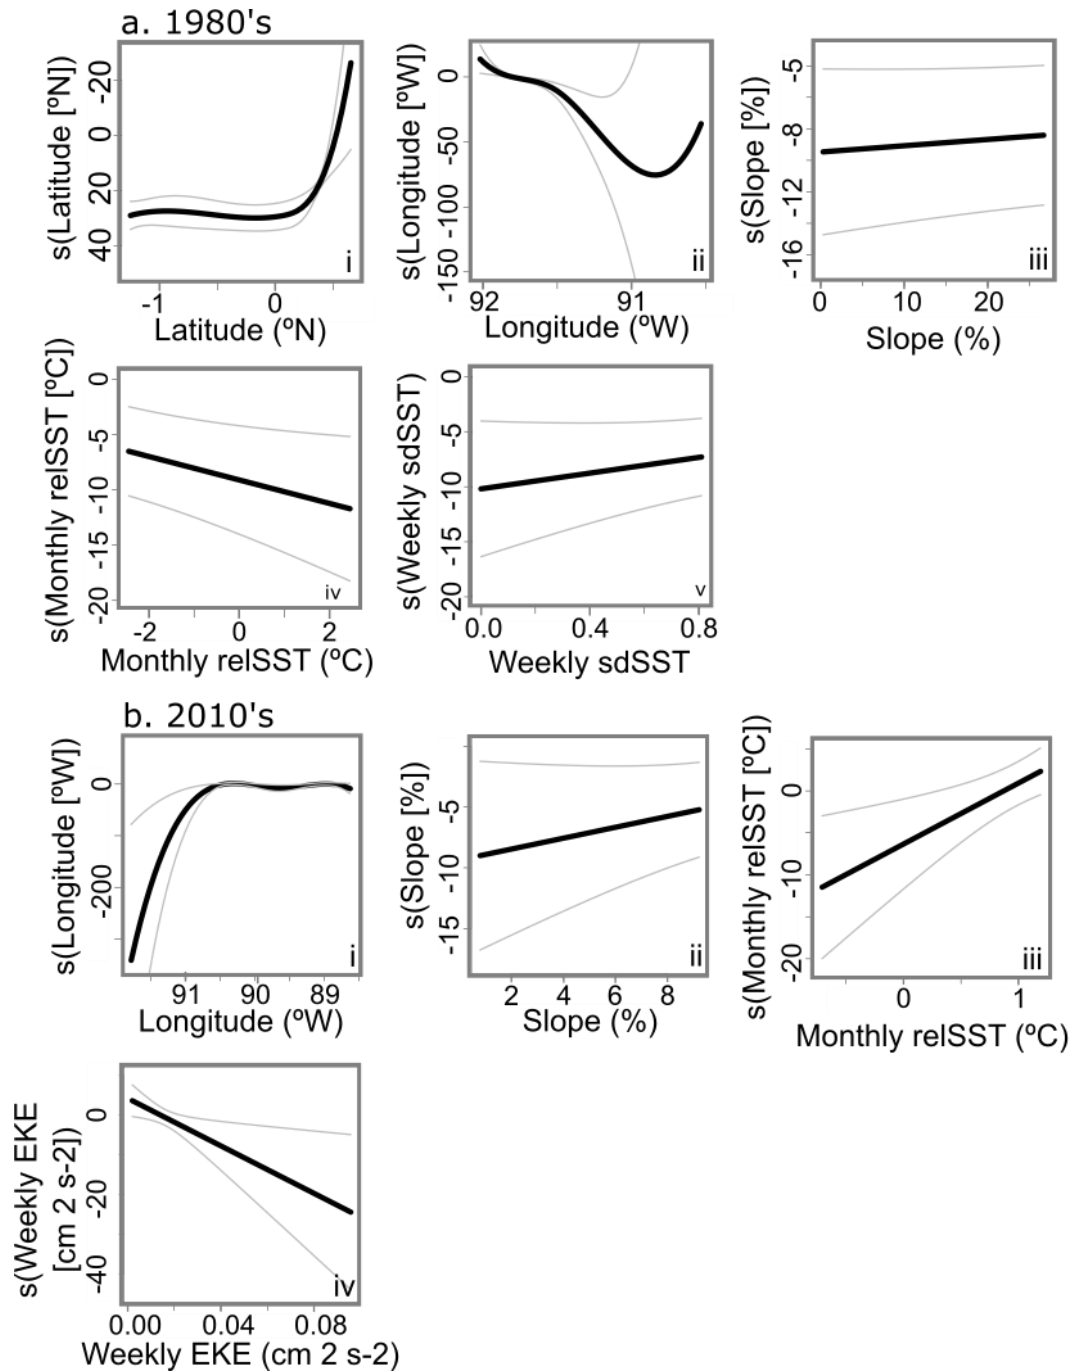 a. 1980's
s(Latitude [ºN])
-20
0
20
40
i
-1
0
Latitude (ºN)
s(Longitude [ºW])
0
-50
-100
-150
ii
92
91
Longitude (ºW)
s(Slope [%])
-5
-8
-12
-16
iii
0
10
20
Slope (%)
s(Monthly relSST [ºC])
0
-5
-10
-15
-20
iv
-2
0
2
Monthly relSST (ºC)
s(Weekly sdSST)
0
-5
-10
-15
-20
v
0.0
0.4
0.8
Weekly sdSST
b. 2010's
s(Longitude [ºW])
0
-200
i
91
90
89
Longitude (ºW)
s(Slope [%])
-5
-10
-15
ii
2
4
6
8
Slope (%)
s(Monthly relSST [ºC])
0
-10
-20
iii
0
1
Monthly relSST (ºC)
s(Weekly EKE
[cm 2 s-2])
0
-20
-40
iv
0.00
0.04
0.08
Weekly EKE (cm 2 s-2)